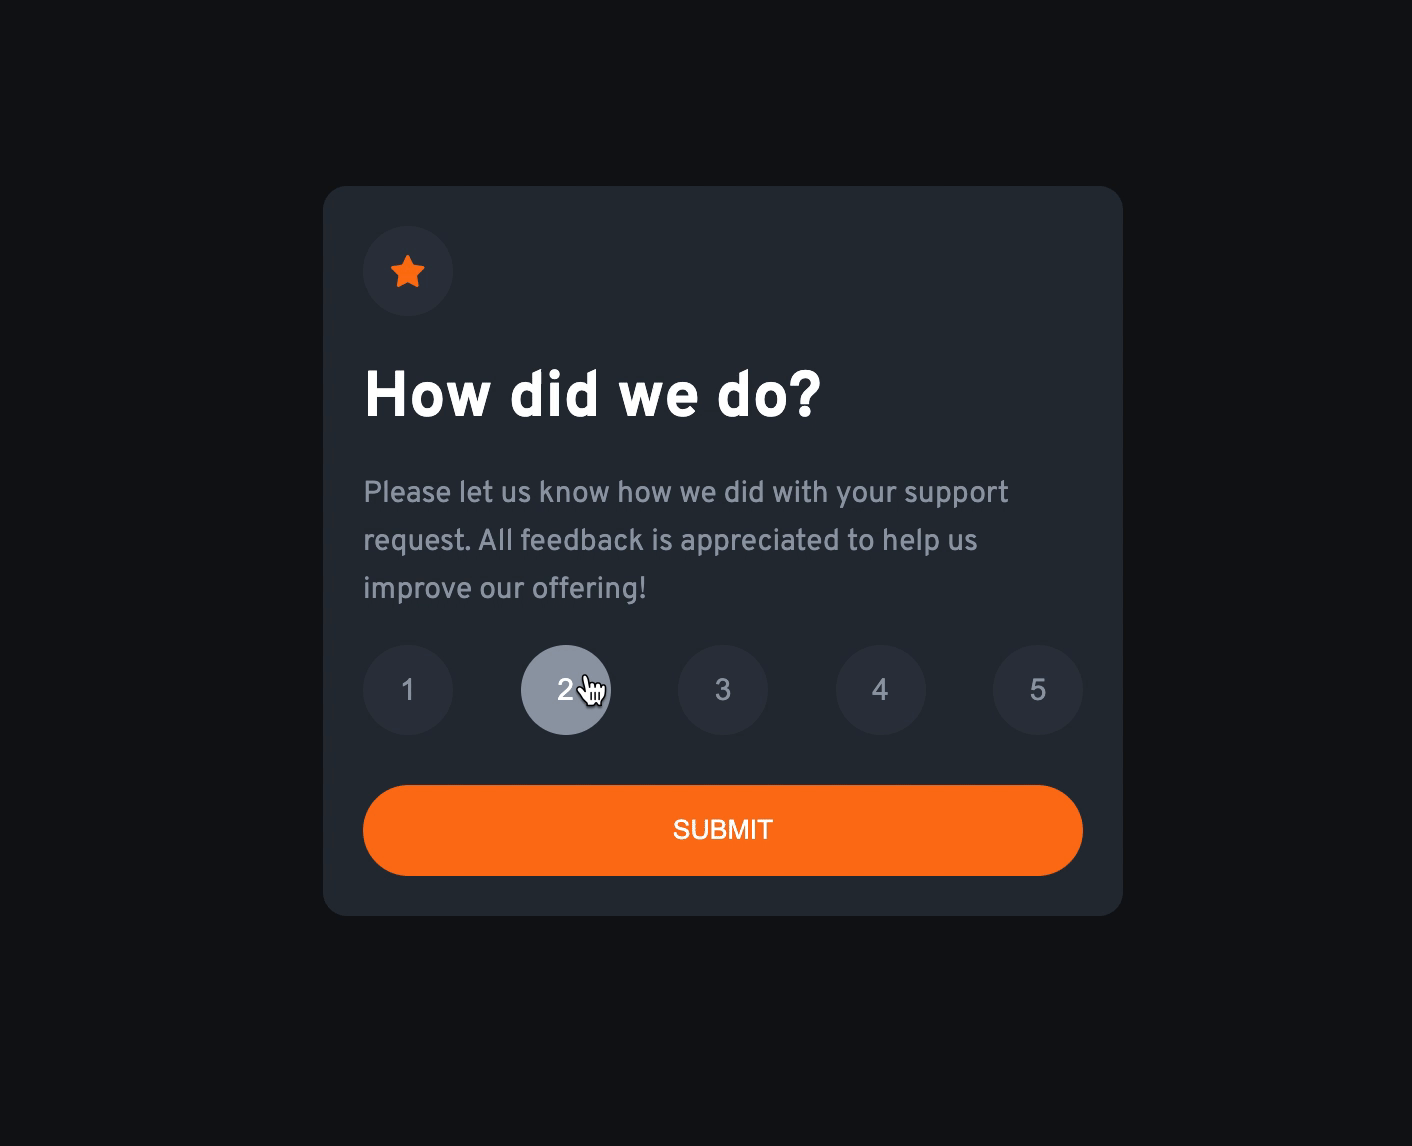 How did we do?
Please let us know how we did with your support
request. All feedback is appreciated to help us
improve our offering!
1 2 3 4 5
SUBMIT